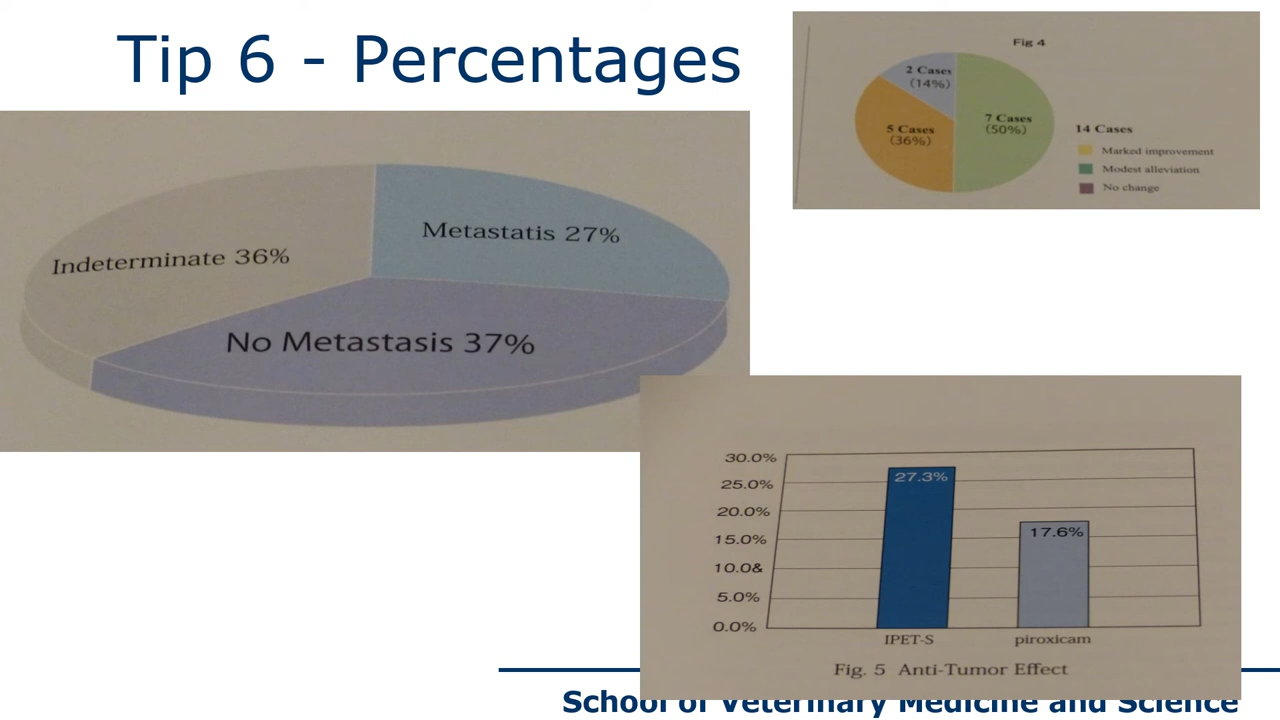 Tip 6 - Percentages
Fig 4
2 Cases
(14%)
7 Cases
(50%)
5 Cases
(36%)
14 Cases
Marked improvement
Modest alleviation
No change
Metastatis 27%
Indeterminate 36%
No Metastasis 37%
30.0%
25.0%
20.0%
15.0%
10.0&
5.0%
0.0%
27.3%
17.6%
IPET-S
piroxicam
Fig. 5 Anti-Tumor Effect
School of Veterinary Medicine and Science